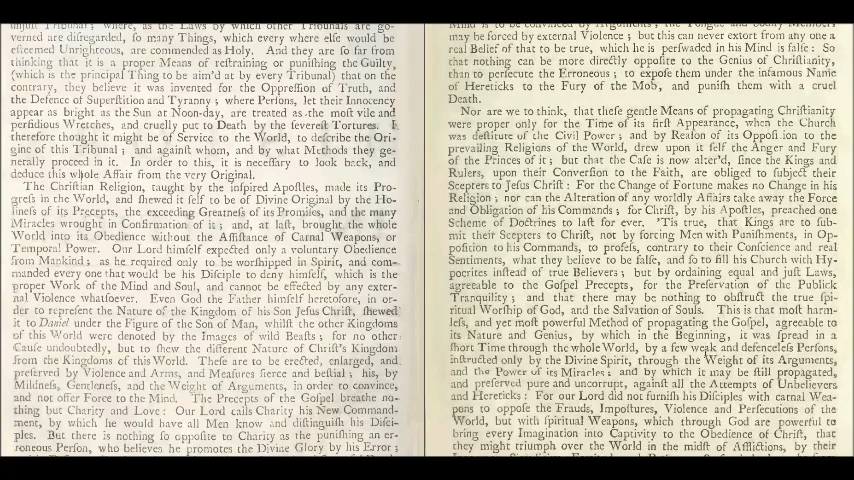 unjust Tribunal; where, as the Laws by which other Tribunals are go-
verned are disregarded, so many Things, which every where else would be
esteemed Unrighteous, are commended as Holy. And they are so far from
thinking that it is a proper Means of restraining or punishing the Guilty,
(which is the principal Thing to be aim'd at by every Tribunal) that on the
contrary, they believe it was invented for the Oppression of Truth, and
the Defence of Superstition and Tyranny; where Persons, let their Innocency
appear as bright as the Sun at Noon-day, are treated as the most vile and
perfidious Wretches, and cruelly put to Death by the severest Tortures. I
therefore thought it might be of Service to the World, to describe the Ori-
gine of this Tribunal; and against whom, and by what Methods they ge-
nerally proceed in it. In order to this, it is necessary to look back, and
deduce this whole Affair from the very Original.
The Christian Religion, taught by the inspired Apostles, made its Pro-
gress in the World, and shewed it self to be of Divine Original by the Ho-
liness of its Precepts, the exceeding Greatness of its Promises, and the many
Miracles wrought in Confirmation of it; and, at last, brought the whole
World into its Obedience without the Assistance of Carnal Weapons, or
Temporal Power. Our Lord himself expected only a voluntary Obedience
from Mankind; as he required only to be worshipped in Spirit, and com-
manded every one that would be his Disciple to deny himself, which is the
proper Work of the Mind and Soul, and cannot be effected by any exter-
nal Violence whatsoever. Even God the Father himself heretofore, in or-
der to represent the Nature of the Kingdom of his Son Jesus Christ, shewed
it to Daniel under the Figure of the Son of Man, whilst the other Kingdoms
of this World were denoted by the Images of wild Beasts; for no other
Cause undoubtedly, but to shew the different Nature of Christ's Kingdom
from the Kingdoms of this World. These are to be erected, enlarged, and
preserved by Violence and Arms, and Measures fierce and bestial; his, by
Mildness, Gentleness, and the Weight of Arguments, in order to convince,
and not offer Force to the Mind. The Precepts of the Gospel breathe no-
thing but Charity and Love: Our Lord calls Charity his New Command-
ment, by which he would have all Men know and distinguish his Disci-
ples. But there is nothing so opposite to Charity as the punishing an er-
roneous Person, who believes he promotes the Divine Glory by his Error;
Mind is to be convinced by Arguments; the Tongue and bodily Members
may be forced by external Violence; but this can never extort from any one a
real Belief of that to be true, which he is perswaded in his Mind is false: So
that nothing can be more directly opposite to the Genius of Christianity,
than to persecute the Erroneous; to expose them under the infamous Name
of Hereticks to the Fury of the Mob, and punish them with a cruel
Death.
Nor are we to think, that these gentle Means of propagating Christianity
were proper only for the Time of its first Appearance, when the Church
was destitute of the Civil Power; and by Reason of its Opposition to the
prevailing Religions of the World, drew upon it self the Anger and Fury
of the Princes of it; but that the Case is now alter'd, since the Kings and
Rulers, upon their Conversion to the Faith, are obliged to subject their
Scepters to Jesus Christ: For the Change of Fortune makes no Change in his
Religion; nor can the Alteration of any worldly Affairs take away the Force
and Obligation of his Commands; for Christ, by his Apostles, preached one
Scheme of Doctrines to last for ever. 'Tis true, that Kings are to sub-
mit their Scepters to Christ, not by forcing Men with Punishments, in Op-
position to his Commands, to profess, contrary to their Conscience and real
Sentiments, what they believe to be false, and so to fill his Church with Hy-
pocrites instead of true Believers; but by ordaining equal and just Laws,
agreeable to the Gospel Precepts, for the Preservation of the Publick
Tranquility; and that there may be nothing to obstruct the true spi-
ritual Worship of God, and the Salvation of Souls. This is that most harm-
less, and yet most powerful Method of propagating the Gospel, agreeable to
its Nature and Genius, by which in the Beginning, it was spread in a
short Time through the whole World, by a few weak and defenceless Persons,
instructed only by the Divine Spirit, through the Weight of its Arguments,
and the Power of its Miracles; and by which it may be still propagated,
and preserved pure and uncorrupt, against all the Attempts of Unbelievers
and Hereticks: For our Lord did not furnish his Disciples with carnal Wea-
pons to oppose the Frauds, Impostures, Violence and Persecutions of the
World, but with spiritual Weapons, which through God are powerful to
bring every Imagination into Captivity to the Obedience of Christ, that
they might triumph over the World in the midst of Afflictions, by their